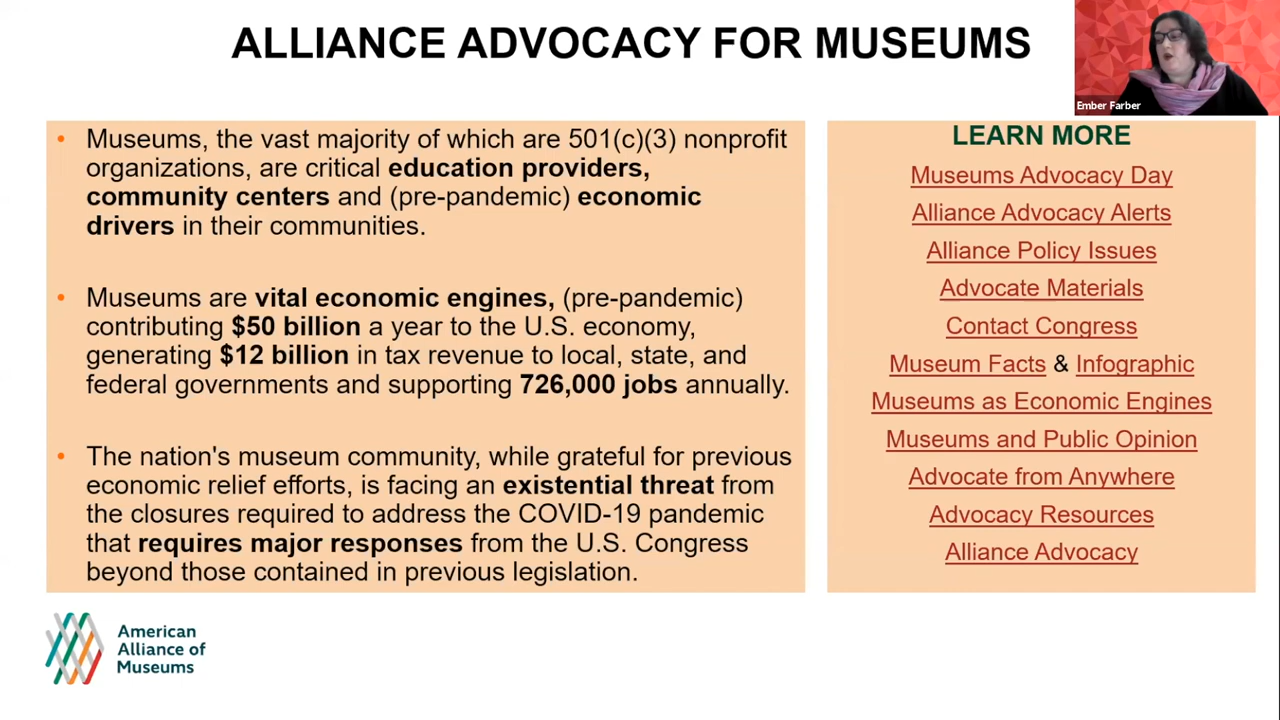 ALLIANCE ADVOCACY FOR MUSEUMS
Ember Farber
• Museums, the vast majority of which are 501(c)(3) nonprofit
organizations, are critical education providers,
community centers and (pre-pandemic) economic
drivers in their communities.
• Museums are vital economic engines, (pre-pandemic)
contributing $50 billion a year to the U.S. economy,
generating $12 billion in tax revenue to local, state, and
federal governments and supporting 726,000 jobs annually.
• The nation's museum community, while grateful for previous
economic relief efforts, is facing an existential threat from
the closures required to address the COVID-19 pandemic
that requires major responses from the U.S. Congress
beyond those contained in previous legislation.
LEARN MORE
Museums Advocacy Day
Alliance Advocacy Alerts
Alliance Policy Issues
Advocate Materials
Contact Congress
Museum Facts & Infographic
Museums as Economic Engines
Museums and Public Opinion
Advocate from Anywhere
Advocacy Resources
Alliance Advocacy
American
Alliance of
Museums